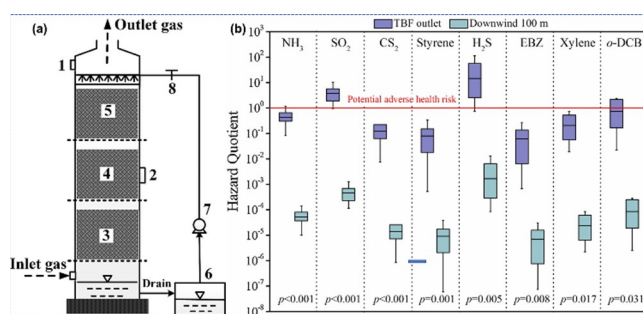 (a)
Outlet gas
1
8
5
4
2
3
7
Inlet gas
Drain
6
(b)
TBF outlet
Downwind 100 m
NH3
SO2
CS2
Styrene
H2S
EBZ
Xylene
o-DCB
Potential adverse health risk
Hazard Quotient
10^3
10^2
10^1
10^0
10^-1
10^-2
10^-3
10^-4
10^-5
10^-6
10^-7
10^-8
p<0.001
p<0.001
p<0.001
p=0.001
p=0.005
p=0.008
p=0.017
p=0.031